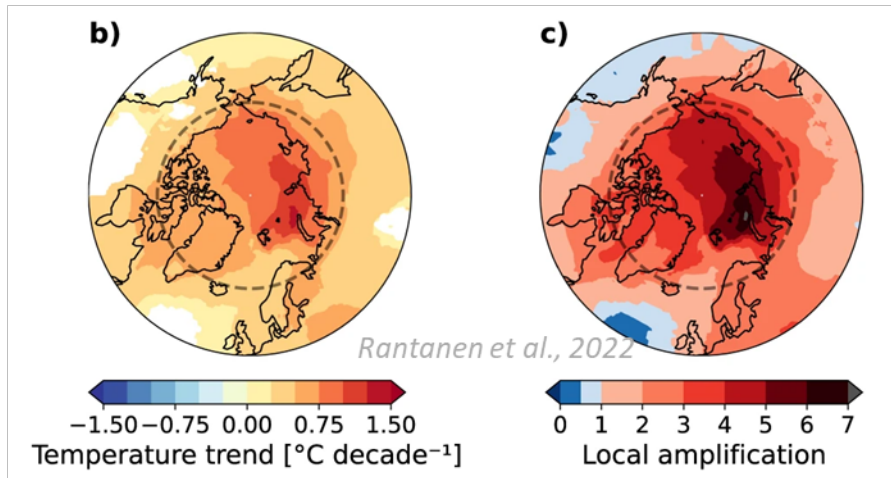 b)
c)
Rantanen et al., 2022
−1.50 −0.75 0.00 0.75 1.50
Temperature trend [°C decade⁻¹]
0 1 2 3 4 5 6 7
Local amplification